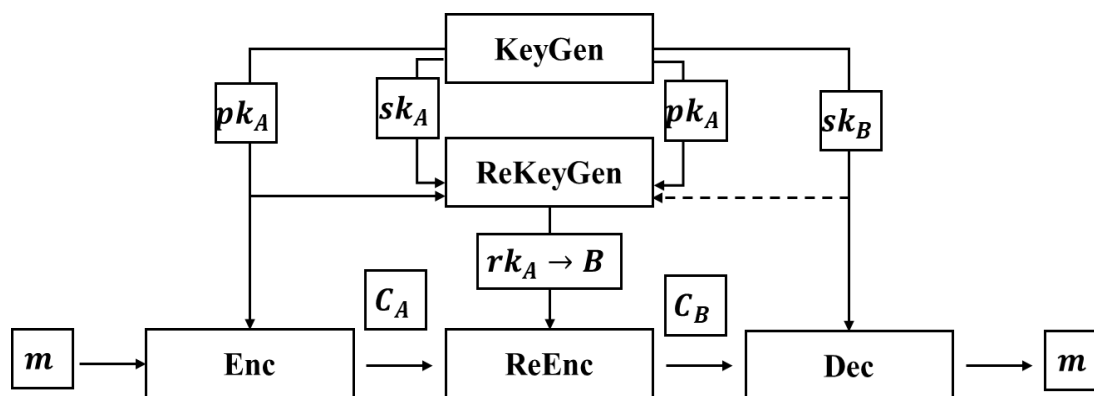 KeyGen
pk_A
sk_A
pk_A
sk_B
ReKeyGen
rk_A → B
C_A
C_B
m
Enc
ReEnc
Dec
m